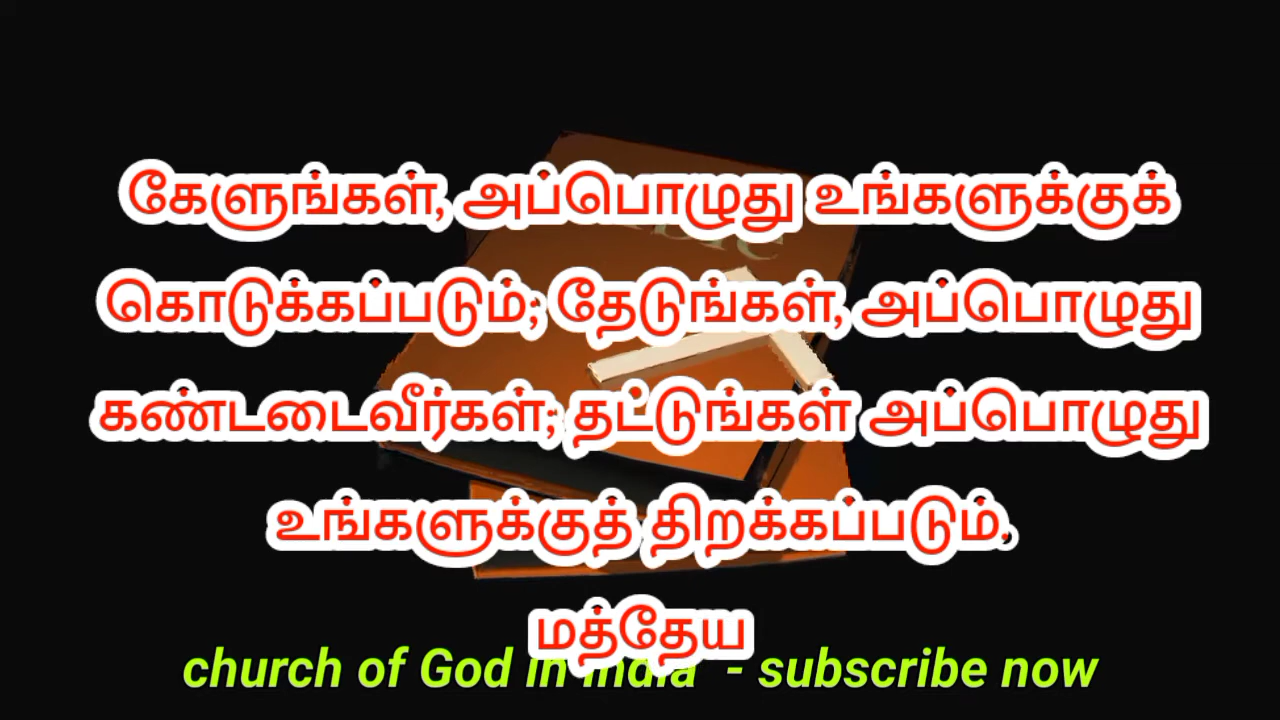 கேளுங்கள், அப்பொழுது உங்களுக்குக்
கொடுக்கப்படும்; தேடுங்கள், அப்பொழுது
கண்டடைவீர்கள்; தட்டுங்கள் அப்பொழுது
உங்களுக்குத் திறக்கப்படும்.
மத்தேய
church of God in india - subscribe now